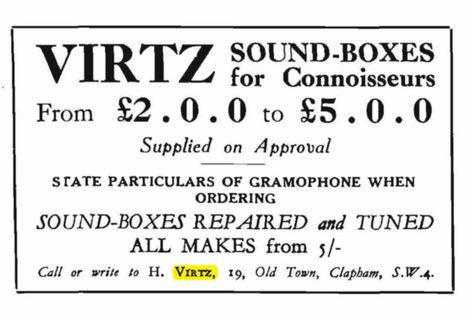 VIRTZ SOUND-BOXES
for Connoisseurs
From £2.0.0 to £5.0.0
Supplied on Approval
STATE PARTICULARS OF GRAMOPHONE WHEN
ORDERING
SOUND-BOXES REPAIRED and TUNED
ALL MAKES from 5/-
Call or write to H. VIRTZ, 19, Old Town, Clapham, S.W.4.